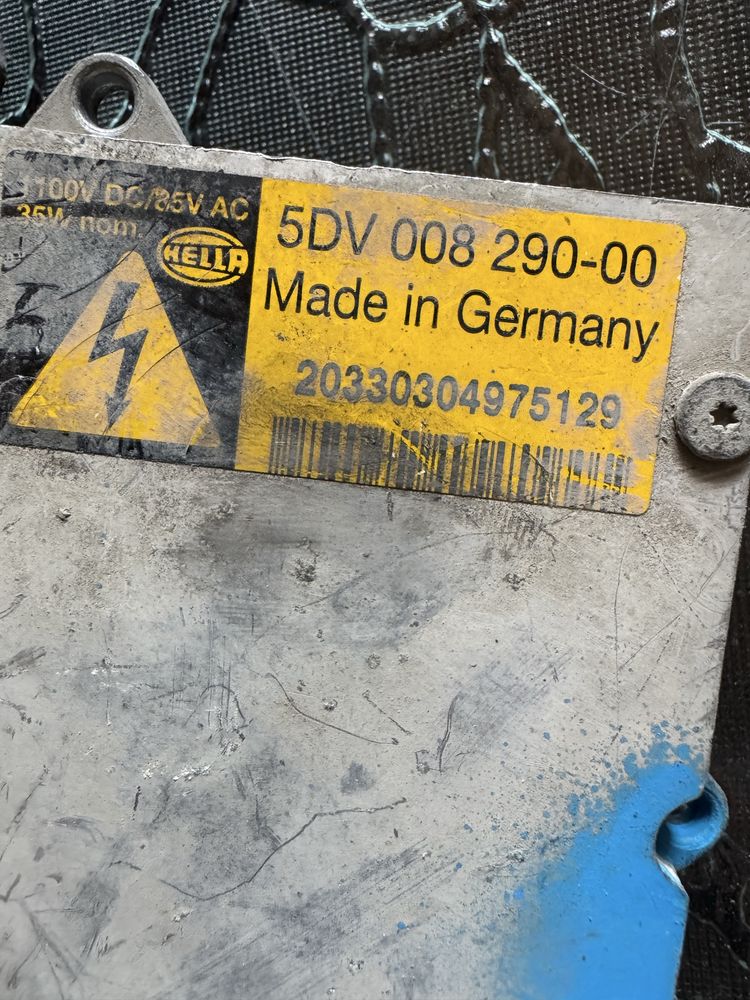 1100V DC/85V AC
35W nom.
HELLA
5DV 008 290-00
Made in Germany
20330304975129